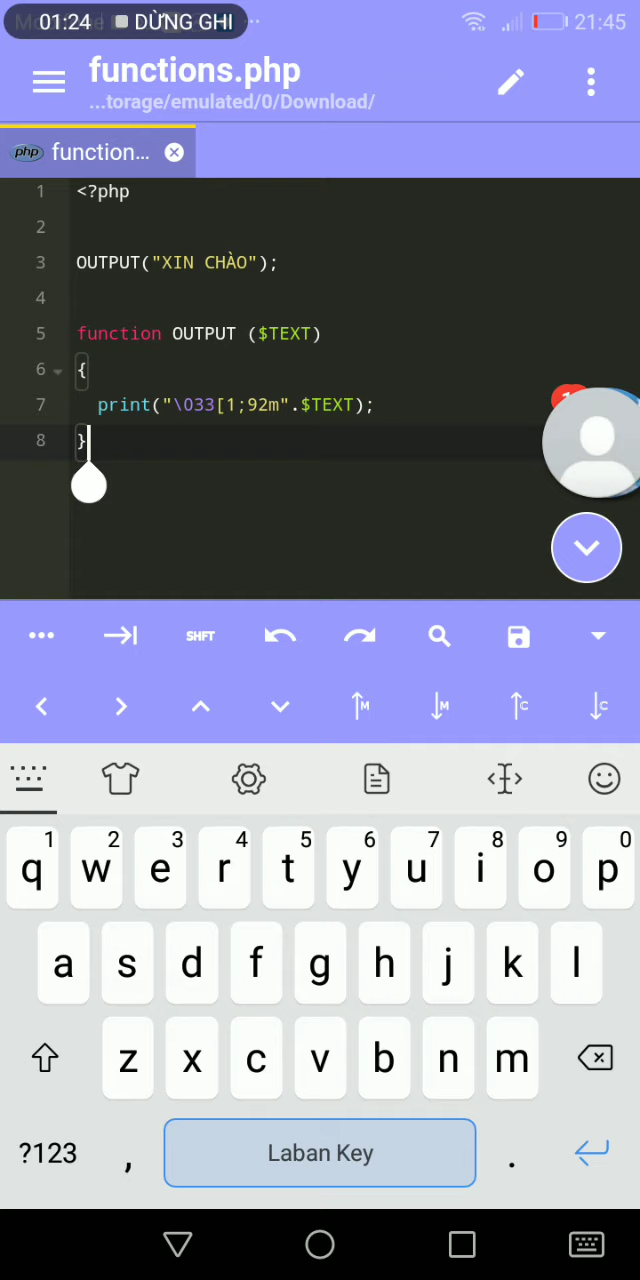 01:24 DỪNG GHI ... 21:45
functions.php
...torage/emulated/0/Download/
php function...
1 <?php
2
3 OUTPUT("XIN CHÀO");
4
5 function OUTPUT ($TEXT)
6 {
7 print("\033[1;92m".$TEXT);
8 }
SHFT
M M C C
1 2 3 4 5 6 7 8 9 0
q w e r t y u i o p
a s d f g h j k l
z x c v b n m
?123 , Laban Key .